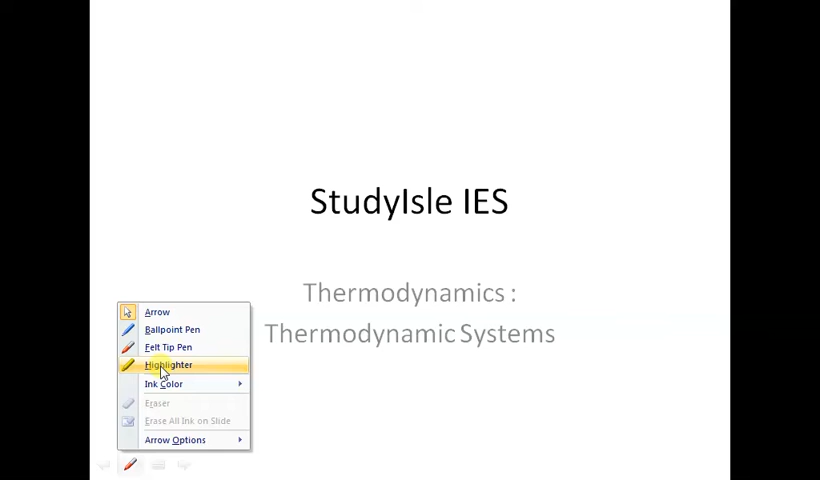 StudyIsle IES
Thermodynamics :
Thermodynamic Systems
Arrow
Ballpoint Pen
Felt Tip Pen
Highlighter
Ink Color
Eraser
Erase All Ink on Slide
Arrow Options